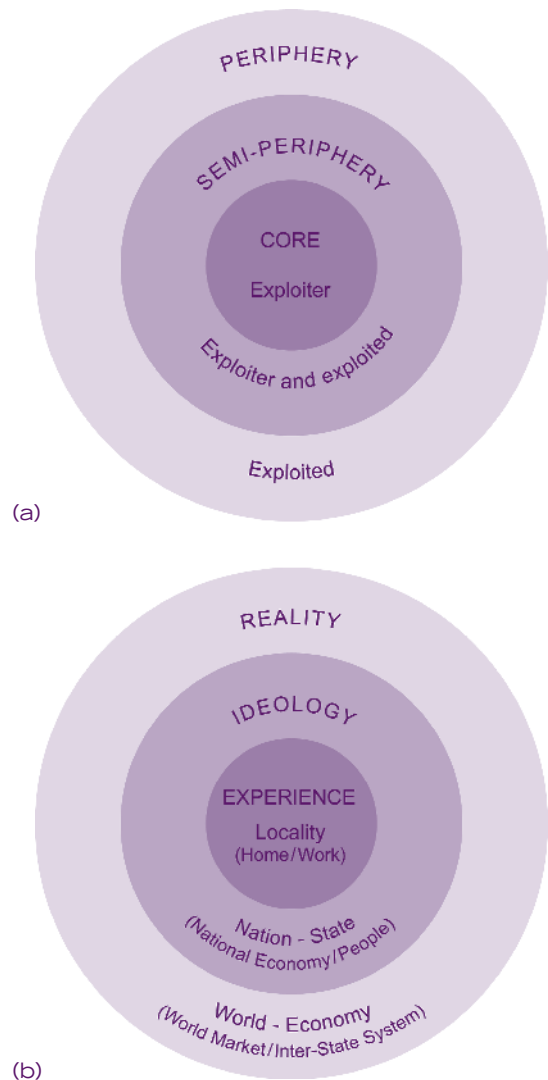 PERIPHERY
SEMI-PERIPHERY
CORE
Exploiter
Exploiter and exploited
Exploited
(a)
REALITY
IDEOLOGY
EXPERIENCE
Locality
(Home/Work)
Nation - State
(National Economy/People)
World - Economy
(World Market/Inter-State System)
(b)